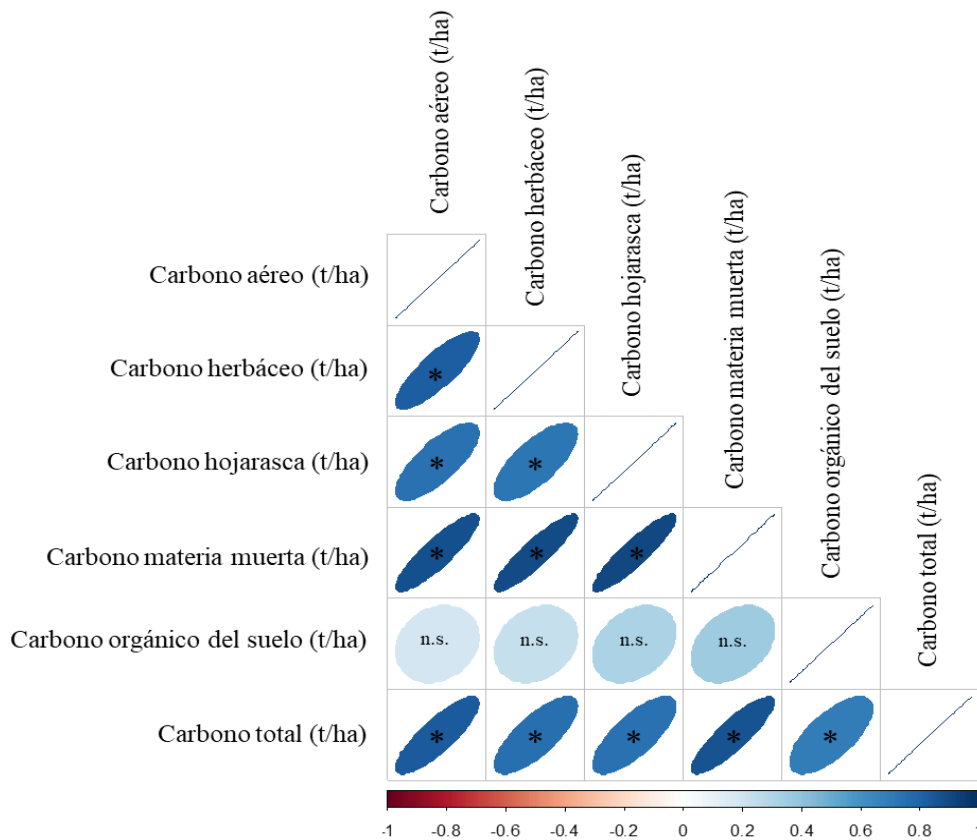 Carbono aéreo (t/ha)
Carbono herbáceo (t/ha)
Carbono hojarasca (t/ha)
Carbono materia muerta (t/ha)
Carbono orgánico del suelo (t/ha)
Carbono total (t/ha)
Carbono aéreo (t/ha)
Carbono herbáceo (t/ha)
*
Carbono hojarasca (t/ha)
* *
Carbono materia muerta (t/ha)
* * *
Carbono orgánico del suelo (t/ha)
n.s. n.s. n.s. n.s.
Carbono total (t/ha)
* * * * *
-1 -0.8 -0.6 -0.4 -0.2 0 0.2 0.4 0.6 0.8